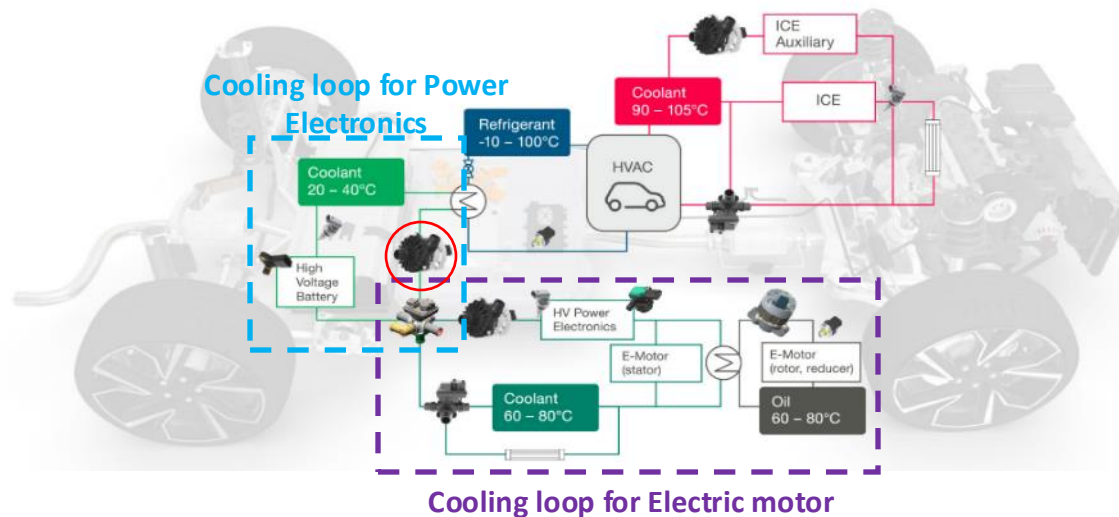 Cooling loop for Power
Electronics
ICE
Auxiliary
Coolant
90 – 105°C
ICE
Refrigerant
-10 – 100°C
HVAC
Coolant
20 – 40°C
High
Voltage
Battery
HV Power
Electronics
E-Motor
(stator)
E-Motor
(rotor, reducer)
Coolant
60 – 80°C
Oil
60 – 80°C
Cooling loop for Electric motor